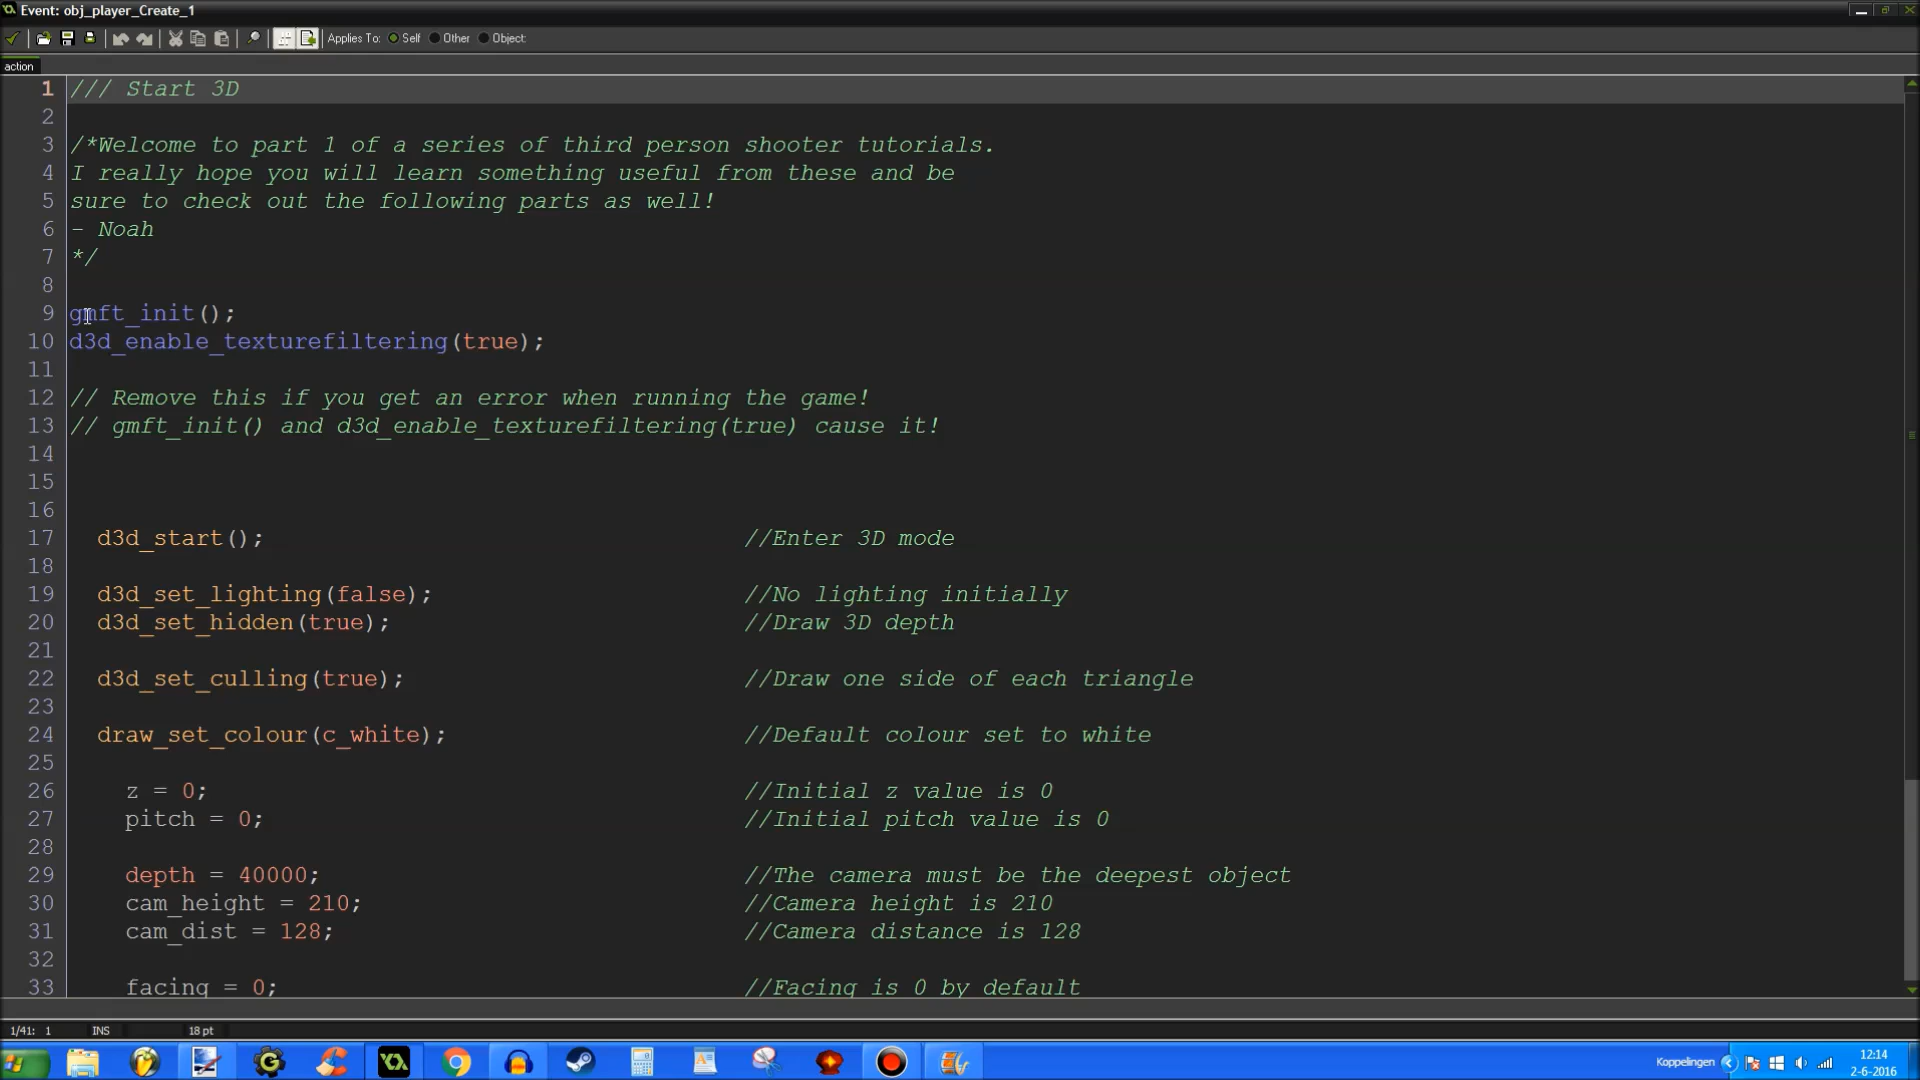 Event: obj_player_Create_1
Applies To: Self Other Object:
action
1 /// Start 3D
2
3 /*Welcome to part 1 of a series of third person shooter tutorials.
4 I really hope you will learn something useful from these and be
5 sure to check out the following parts as well!
6 - Noah
7 */
8
9 gmft_init();
10 d3d_enable_texturefiltering(true);
11
12 // Remove this if you get an error when running the game!
13 // gmft_init() and d3d_enable_texturefiltering(true) cause it!
14
15
16
17 d3d_start(); //Enter 3D mode
18
19 d3d_set_lighting(false); //No lighting initially
20 d3d_set_hidden(true); //Draw 3D depth
21
22 d3d_set_culling(true); //Draw one side of each triangle
23
24 draw_set_colour(c_white); //Default colour set to white
25
26 z = 0; //Initial z value is 0
27 pitch = 0; //Initial pitch value is 0
28
29 depth = 40000; //The camera must be the deepest object
30 cam_height = 210; //Camera height is 210
31 cam_dist = 128; //Camera distance is 128
32
33 facing = 0; //Facing is 0 by default
1/41: 1 INS 18 pt
Koppelingen 12:14
2-6-2016